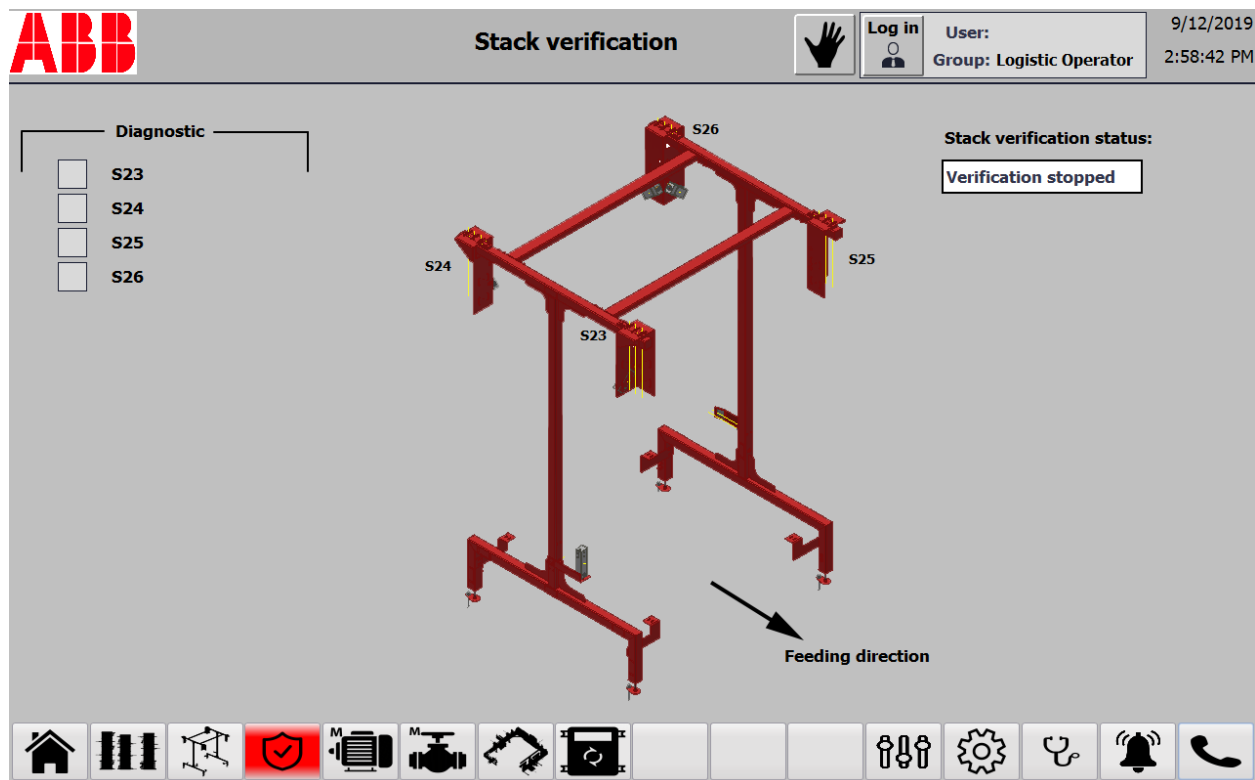 ABB
Stack verification
Log in
User:
Group: Logistic Operator
9/12/2019
2:58:42 PM
Diagnostic
S23
S24
S25
S26
S26
S24
S25
S23
Stack verification status:
Verification stopped
Feeding direction
M
M